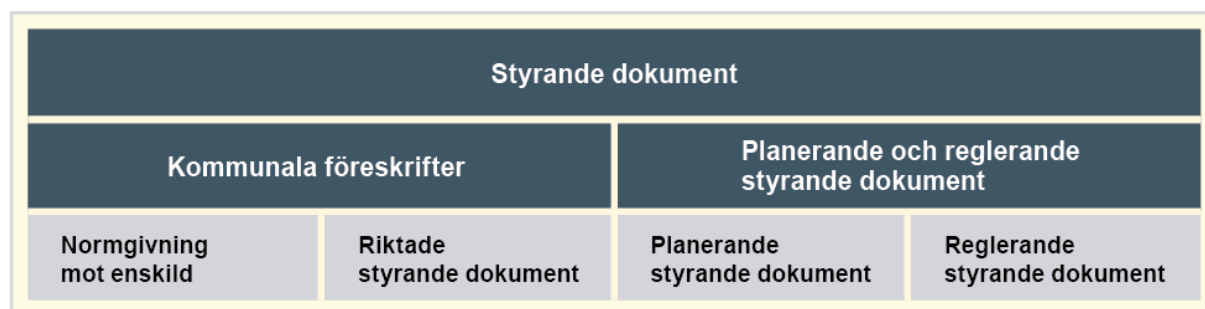 Styrande dokument
Kommunala föreskrifter
Planerande och reglerande
styrande dokument
Normgivning
mot enskild
Riktade
styrande dokument
Planerande
styrande dokument
Reglerande
styrande dokument